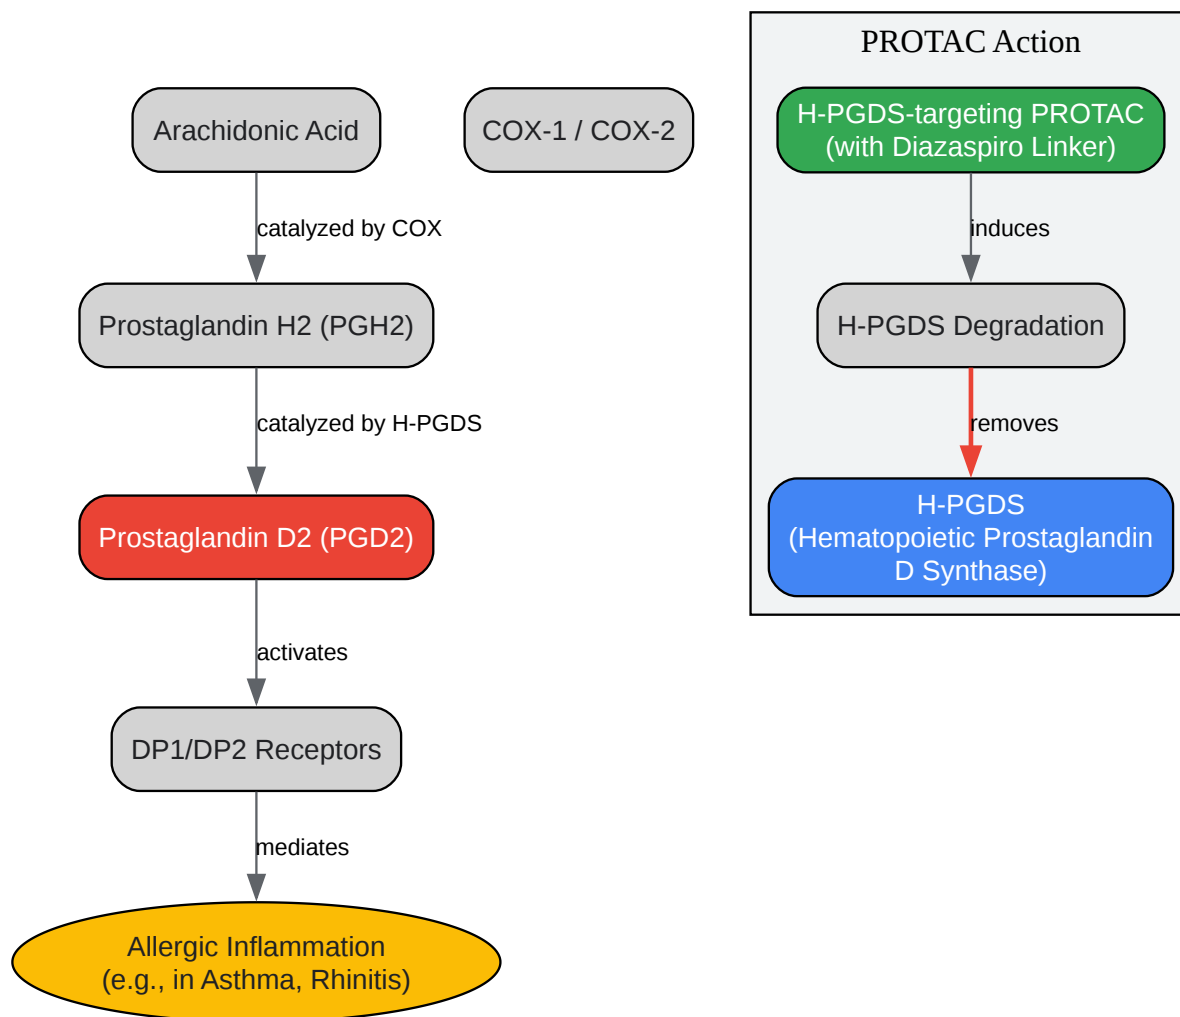 Arachidonic Acid
COX-1 / COX-2
catalyzed by COX
Prostaglandin H2 (PGH2)
catalyzed by H-PGDS
Prostaglandin D2 (PGD2)
activates
DP1/DP2 Receptors
mediates
Allergic Inflammation
(e.g., in Asthma, Rhinitis)
PROTAC Action
H-PGDS-targeting PROTAC
(with Diazaspiro Linker)
induces
H-PGDS Degradation
removes
H-PGDS
(Hematopoietic Prostaglandin
D Synthase)